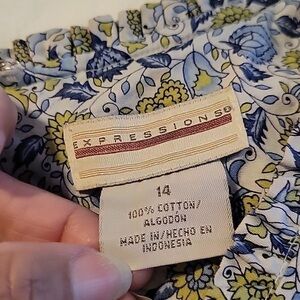 EXPRESSIONS®
14
100% COTTON/
ALGODÓN
MADE IN/HECHO EN
INDONESIA